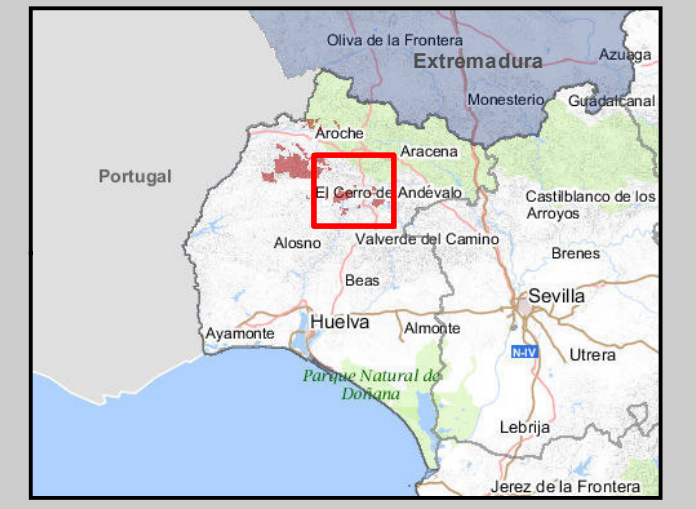 Oliva de la Frontera
Extremadura
Azuaga
Monesterio
Guadalcanal
Aroche
Aracena
Portugal
El Cerro de Andévalo
Castilblanco de los
Arroyos
Alosno
Valverde del Camino
Brenes
Beas
Sevilla
Huelva
Almonte
Ayamonte
N-IV
Utrera
Parque Natural de
Doñana
Lebrija
Jerez de la Frontera